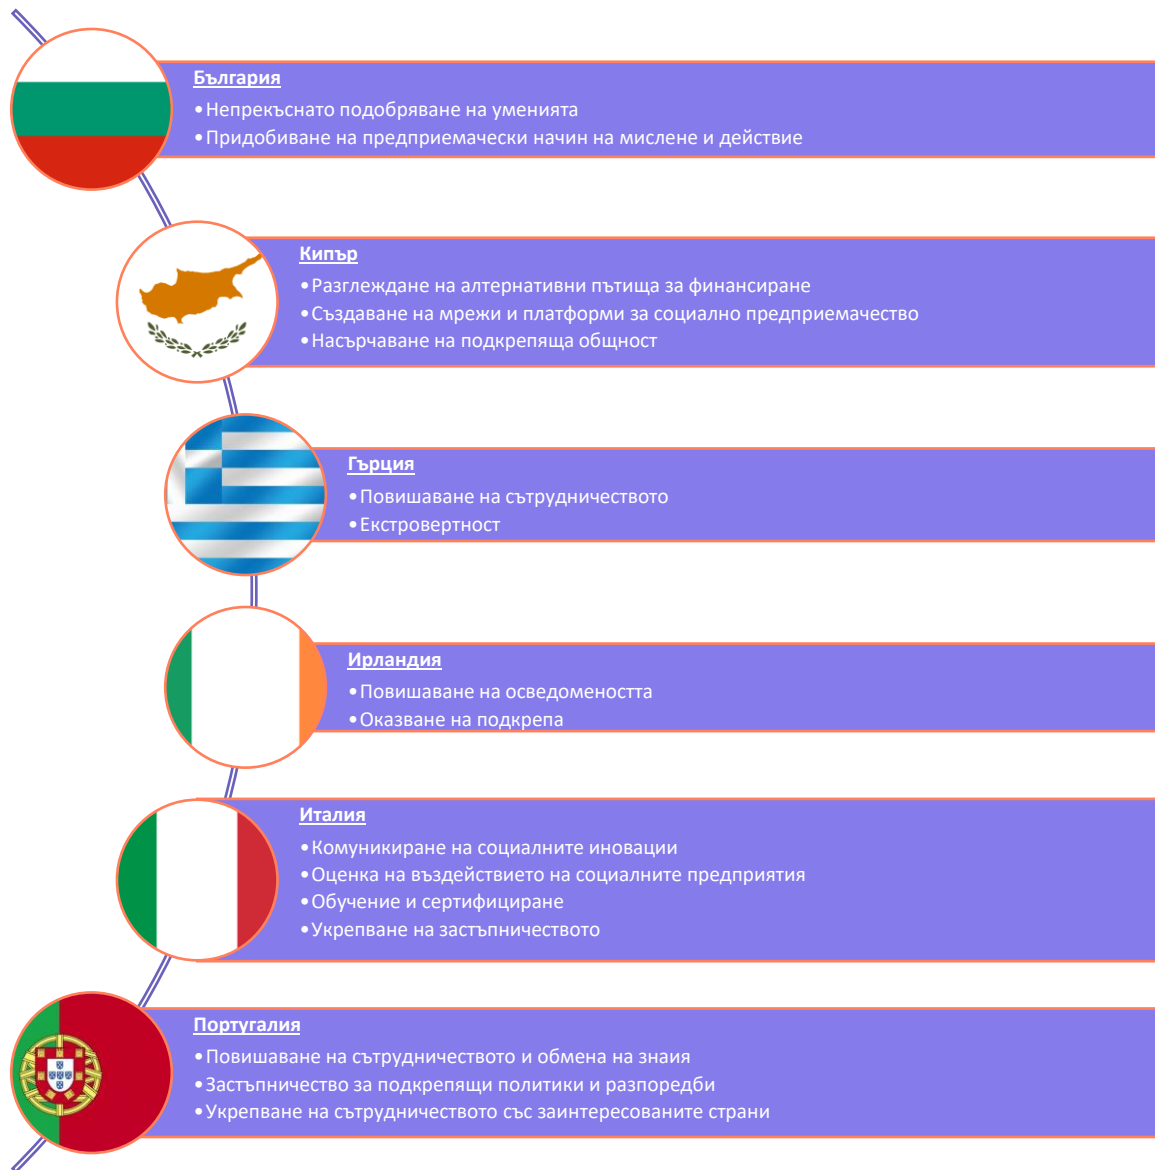 България
•Непрекъснато подобряване на уменията
•Придобиване на предприемачески начин на мислене и действие
Кипър
•Разглеждане на алтернативни пътища за финансиране
•Създаване на мрежи и платформи за социално предприемачество
•Насърчаване на подкрепяща общност
Гърция
•Повишаване на сътрудничеството
•Екстровертност
Ирландия
•Повишаване на осведомеността
•Оказване на подкрепа
Италия
•Комуникиране на социалните иновации
•Оценка на въздействието на социалните предприятия
•Обучение и сертифициране
•Укрепване на застъпничеството
Португалия
•Повишаване на сътрудничеството и обмена на знаия
•Застъпничество за подкрепящи политики и разпоредби
•Укрепване на сътрудничеството със заинтересованите страни